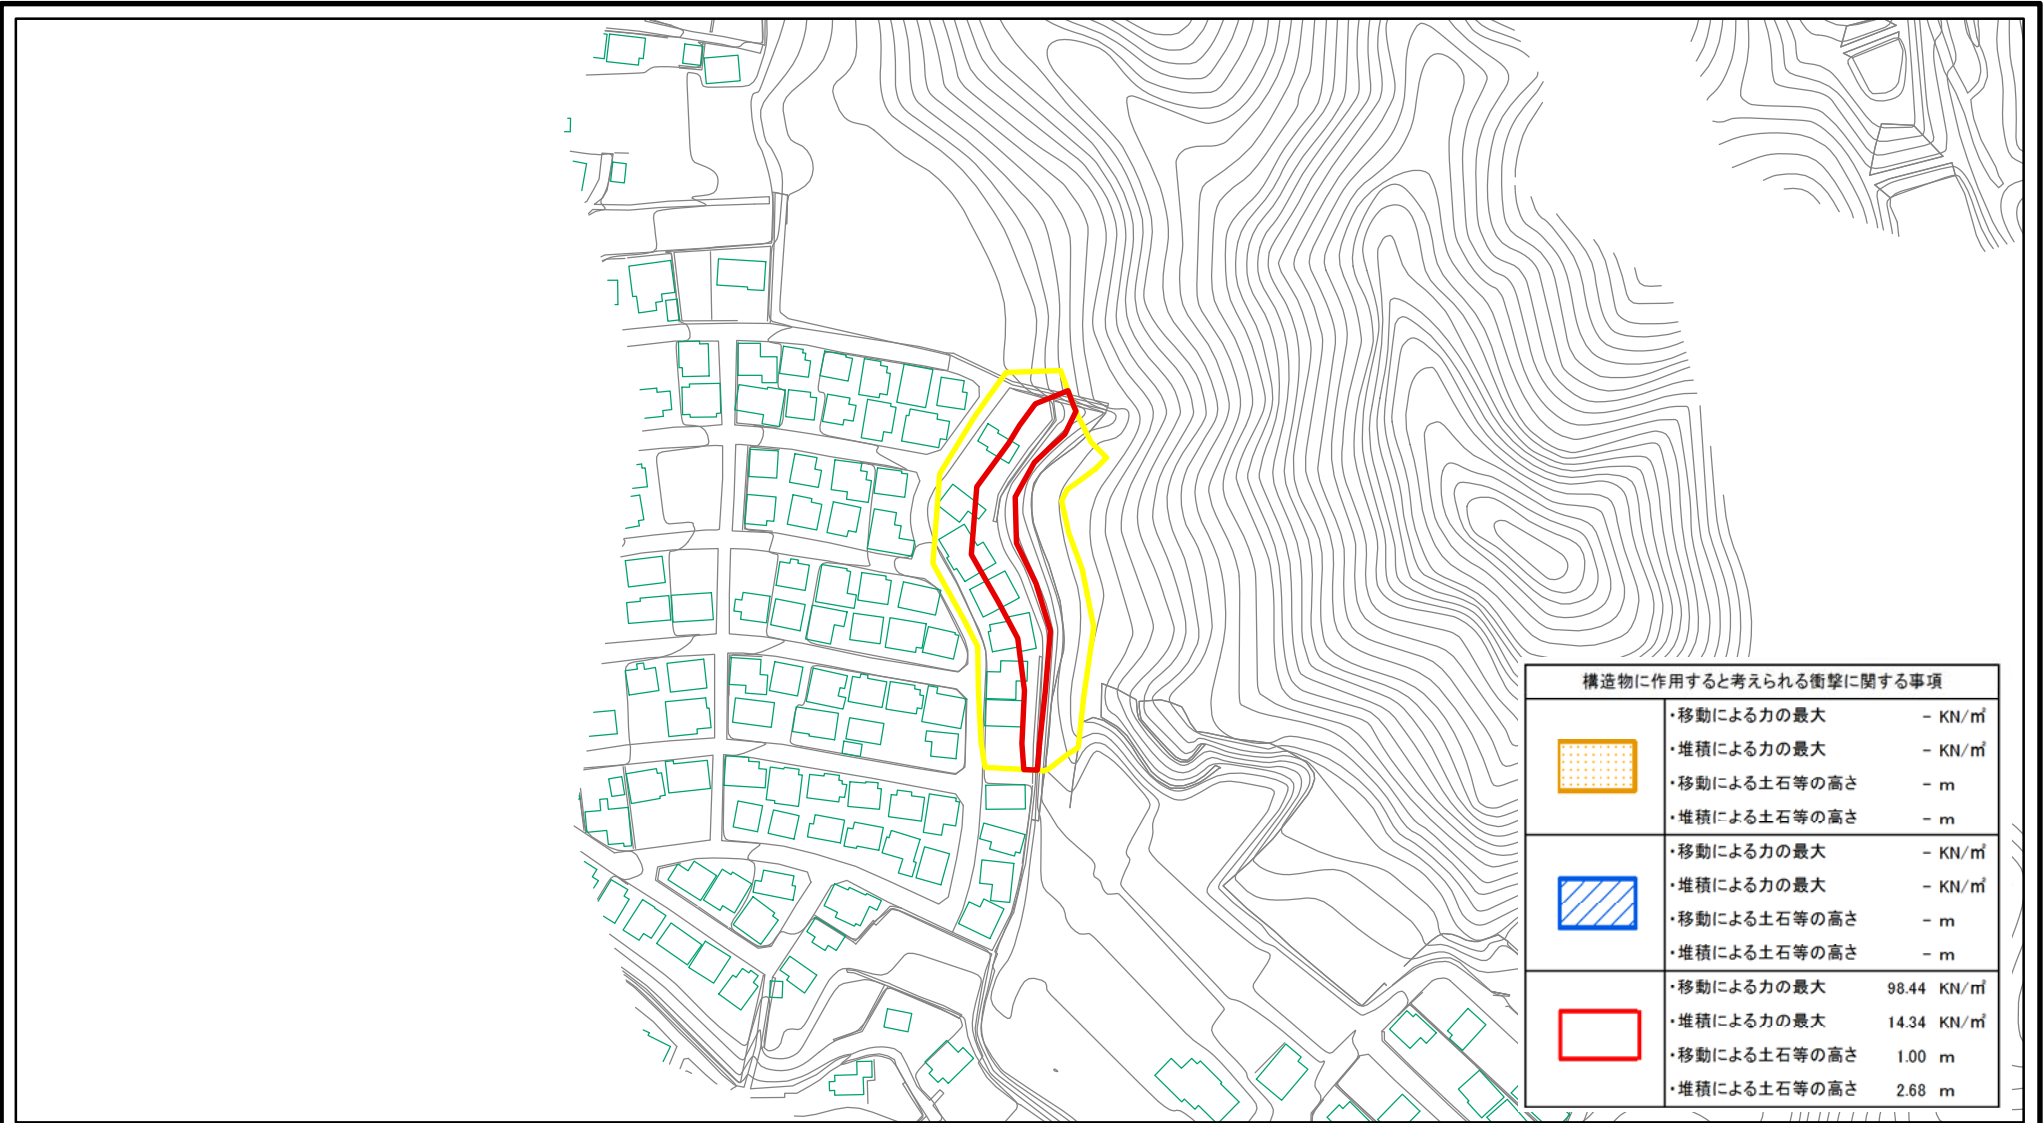 構造物に作用すると考えられる衝撃に関する事項
・移動による力の最大 - KN/㎡
・堆積による力の最大 - KN/㎡
・移動による土石等の高さ - m
・堆積による土石等の高さ - m
・移動による力の最大 - KN/㎡
・堆積による力の最大 - KN/㎡
・移動による土石等の高さ - m
・堆積による土石等の高さ - m
・移動による力の最大 98.44 KN/㎡
・堆積による力の最大 14.34 KN/㎡
・移動による土石等の高さ 1.00 m
・堆積による土石等の高さ 2.68 m